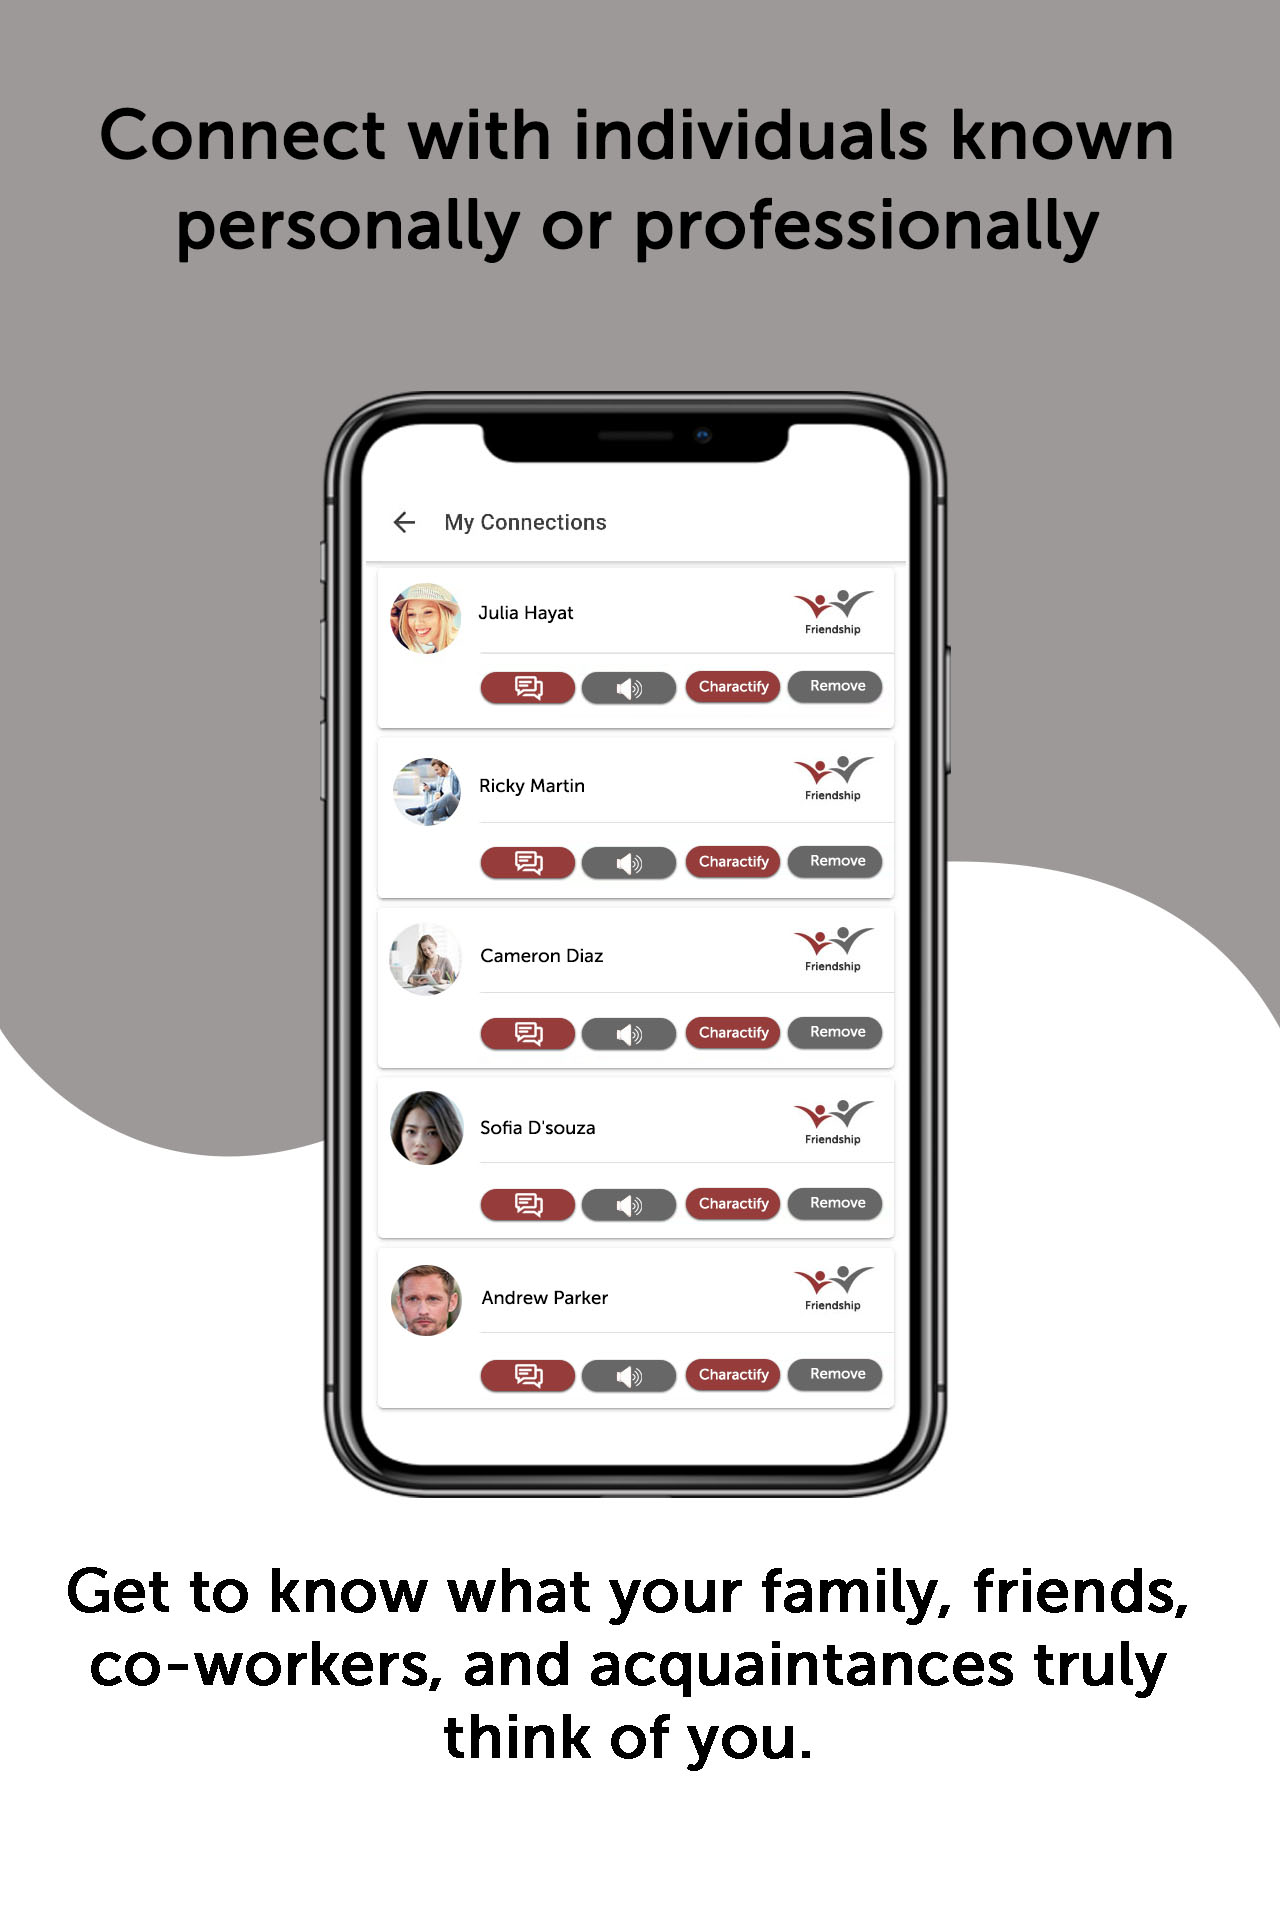 Connect with individuals known
personally or professionally
My Connections
Julia Hayat
Friendship
Charactify
Remove
Ricky Martin
Friendship
Charactify
Remove
Cameron Diaz
Friendship
Charactify
Remove
Sofia D'souza
Friendship
Charactify
Remove
Andrew Parker
Friendship
Charactify
Remove
Get to know what your family, friends,
co-workers, and acquaintances truly
think of you.